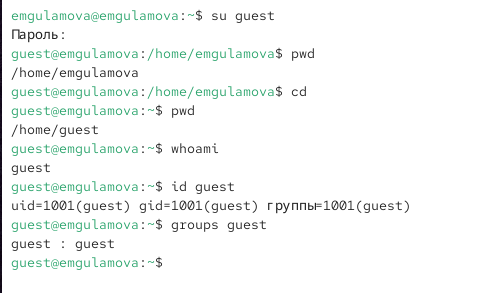 emgulamova@emgulamova:~$ su guest
Пароль:
guest@emgulamova:/home/emgulamova$ pwd
/home/emgulamova
guest@emgulamova:/home/emgulamova$ cd
guest@emgulamova:~$ pwd
/home/guest
guest@emgulamova:~$ whoami
guest
guest@emgulamova:~$ id guest
uid=1001(guest) gid=1001(guest) группы=1001(guest)
guest@emgulamova:~$ groups guest
guest : guest
guest@emgulamova:~$